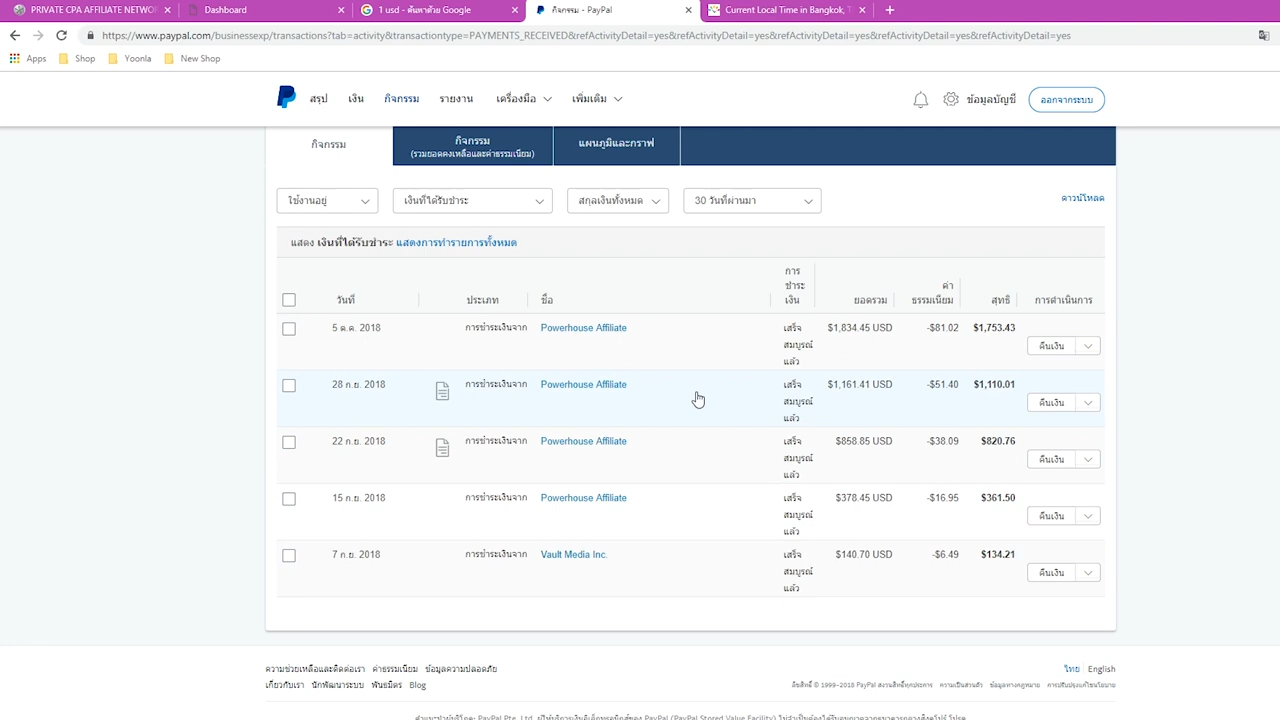 PRIVATE CPA AFFILIATE NETWOR
Dashboard
1 usd - ค้นหาด้วย Google
กิจกรรม - PayPal
Current Local Time in Bangkok, T
https://www.paypal.com/businessexp/transactions?tab=activity&transactiontype=PAYMENTS_RECEIVED&refActivityDetail=yes&refActivityDetail=yes&refActivityDetail=yes&refActivityDetail=yes
Apps Shop Yoonla New Shop
สรุป เงิน กิจกรรม รายงาน เครื่องมือ เพิ่มเติม ข้อมูลบัญชี ออกจากระบบ
กิจกรรม
กิจกรรม
(รวมยอดคงเหลือและค่าธรรมเนียม)
แผนภูมิและกราฟ
ใช้งานอยู่ เงินที่ได้รับชำระ สกุลเงินทั้งหมด 30 วันที่ผ่านมา ดาวน์โหลด
แสดง เงินที่ได้รับชำระ แสดงการทำรายการทั้งหมด
วันที่ ประเภท ชื่อ
การ
ชำระ
เงิน
ยอดรวม
ค่า
ธรรมเนียม
สุทธิ การดำเนินการ
5 ต.ค. 2018 การชำระเงินจาก Powerhouse Affiliate
เสร็จ
สมบูรณ์
แล้ว
$1,834.45 USD -$81.02 $1,753.43 คืนเงิน
28 ก.ย. 2018 การชำระเงินจาก Powerhouse Affiliate
เสร็จ
สมบูรณ์
แล้ว
$1,161.41 USD -$51.40 $1,110.01 คืนเงิน
22 ก.ย. 2018 การชำระเงินจาก Powerhouse Affiliate
เสร็จ
สมบูรณ์
แล้ว
$858.85 USD -$38.09 $820.76 คืนเงิน
15 ก.ย. 2018 การชำระเงินจาก Powerhouse Affiliate
เสร็จ
สมบูรณ์
แล้ว
$378.45 USD -$16.95 $361.50 คืนเงิน
7 ก.ย. 2018 การชำระเงินจาก Vault Media Inc.
เสร็จ
สมบูรณ์
แล้ว
$140.70 USD -$6.49 $134.21 คืนเงิน
ความช่วยเหลือและติดต่อเรา ค่าธรรมเนียม ข้อมูลความปลอดภัย
ไทย English
เกี่ยวกับเรา นักพัฒนาระบบ พันธมิตร Blog
ลิขสิทธิ์ © 1999-2018 PayPal สงวนสิทธิ์ทุกประการ ความเป็นส่วนตัว ข้อมูลทางกฎหมาย การปรับปรุงแก้ไขนโยบาย